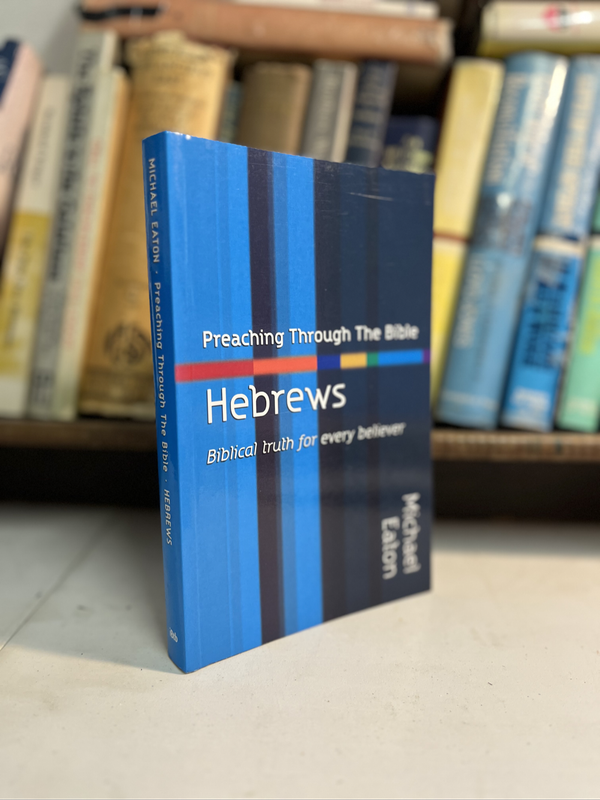 MICHAEL EATON · Preaching Through The Bible · HEBREWS
Preaching Through The Bible
Hebrews
Biblical truth for every believer
Michael
Eaton